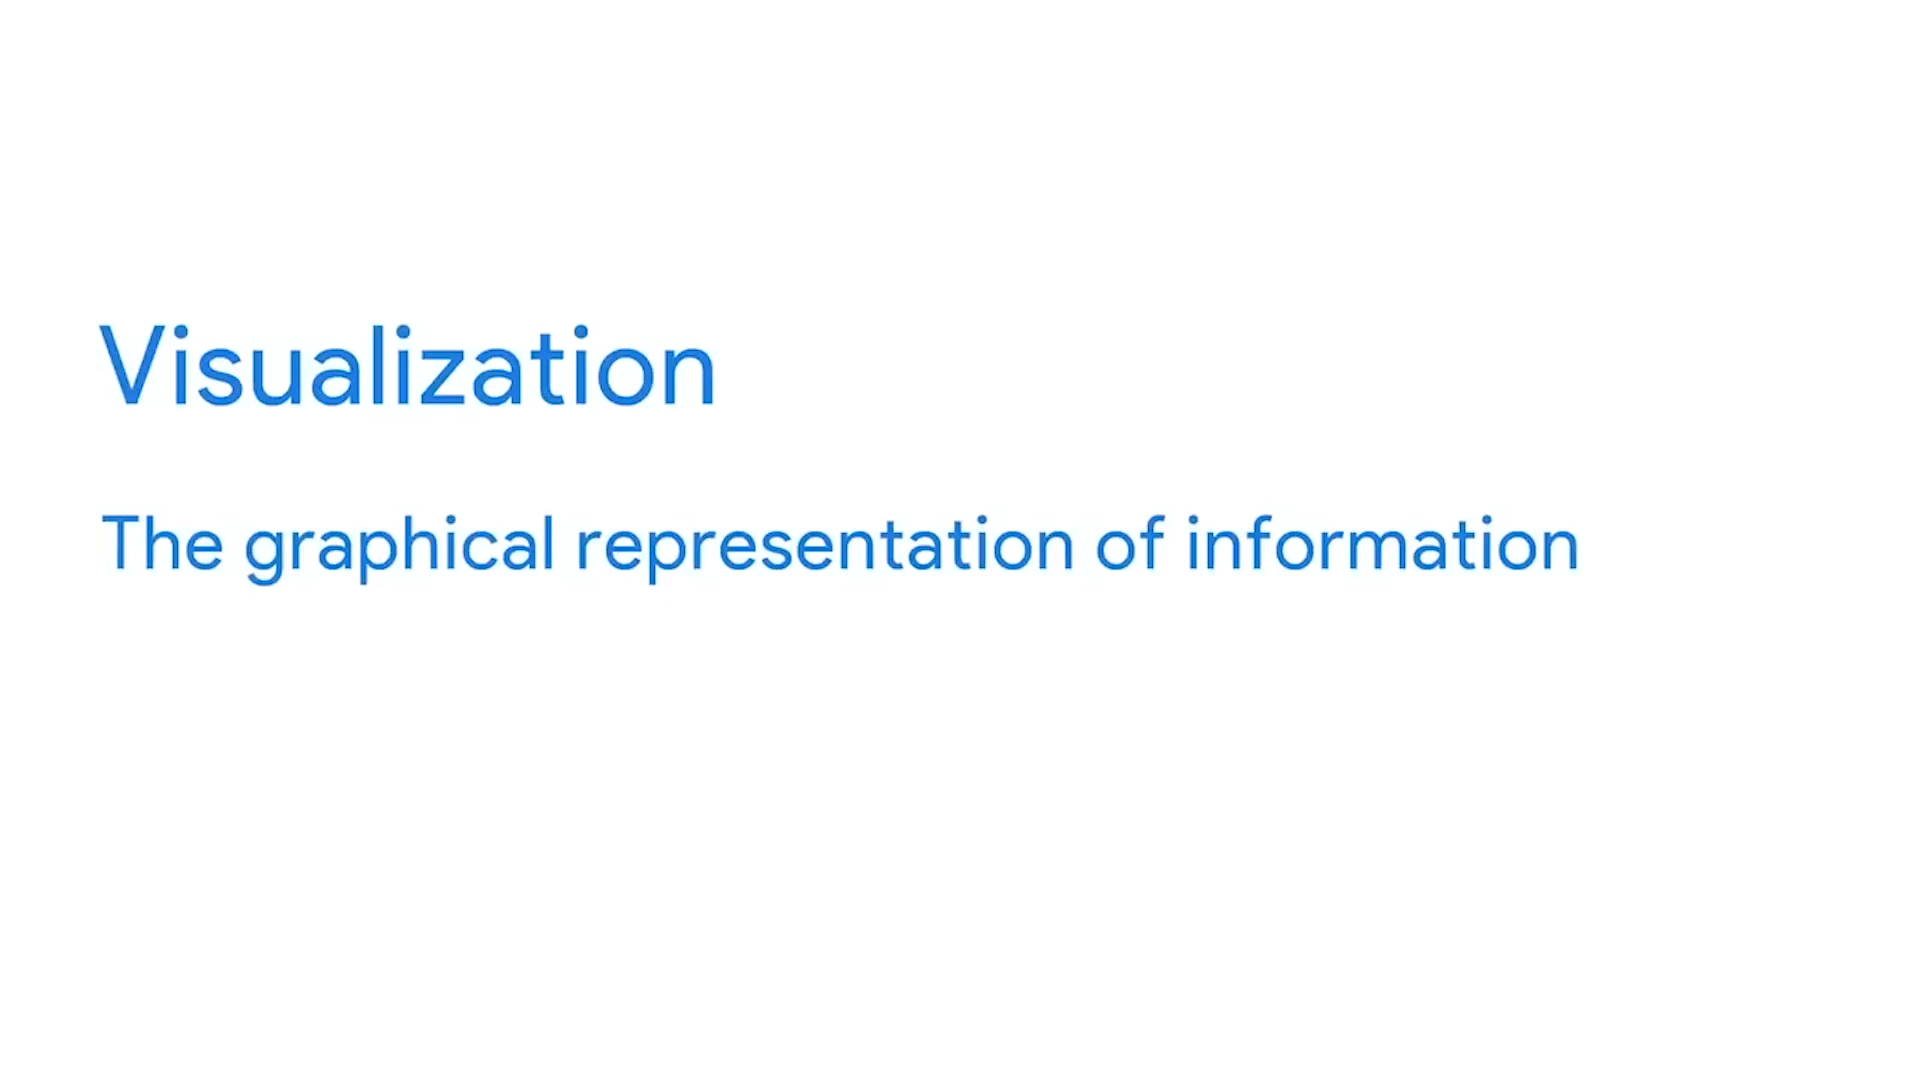 Visualization
The graphical representation of information